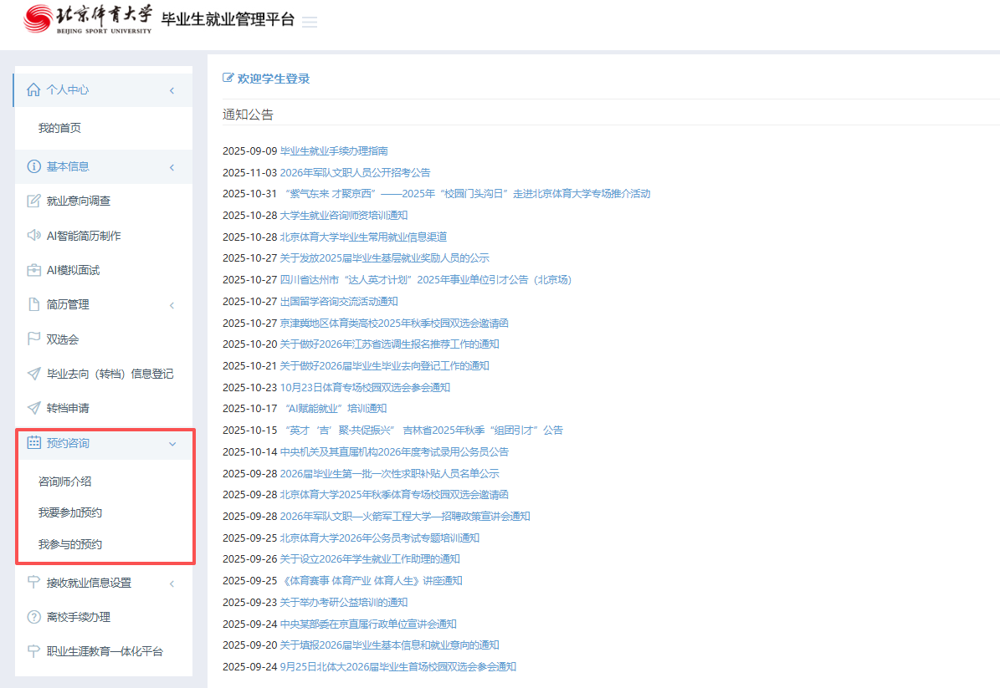 北京体育大学
BEIJING SPORT UNIVERSITY
毕业生就业管理平台
个人中心
我的首页
基本信息
就业意向调查
AI智能简历制作
AI模拟面试
简历管理
双选会
毕业去向（转档）信息登记
转档申请
预约咨询
咨询师介绍
我要参加预约
我参与的预约
接收就业信息设置
离校手续办理
职业生涯教育一体化平台
欢迎学生登录
通知公告
2025-09-09 毕业生就业手续办理指南
2025-11-03 2026年军队文职人员公开招考公告
2025-10-31 “紫气东来 才聚京西”——2025年“校园门头沟日”走进北京体育大学专场推介活动
2025-10-28 大学生就业咨询师资培训通知
2025-10-28 北京体育大学毕业生常用就业信息渠道
2025-10-27 关于发放2025届毕业生基层就业奖励人员的公示
2025-10-27 四川省达州市“达人英才计划”2025年事业单位引才公告（北京场）
2025-10-27 出国留学咨询交流活动通知
2025-10-27 京津冀地区体育类高校2025年秋季校园双选会邀请函
2025-10-20 关于做好2026年江苏省选调生报名推荐工作的通知
2025-10-21 关于做好2026届毕业生毕业去向登记工作的通知
2025-10-23 10月23日体育专场校园双选会参会通知
2025-10-17 “AI赋能就业”培训通知
2025-10-15 “英才‘吉’聚·共促振兴” 吉林省2025年秋季“组团引才”公告
2025-10-14 中央机关及其直属机构2026年度考试录用公务员公告
2025-09-28 2026届毕业生第一批一次性求职补贴人员名单公示
2025-09-28 北京体育大学2025年秋季体育专场校园双选会邀请函
2025-09-28 2026年军队文职—火箭军工程大学—招聘政策宣讲会通知
2025-09-25 北京体育大学2026年公务员考试专题培训通知
2025-09-26 关于设立2026年学生就业工作助理的通知
2025-09-25 《体育赛事 体育产业 体育人生》讲座通知
2025-09-23 关于举办考研公益培训的通知
2025-09-24 中央某部委在京直属行政单位宣讲会通知
2025-09-20 关于填报2026届毕业生基本信息和就业意向的通知
2025-09-24 9月25日北体大2026届毕业生首场校园双选会参会通知